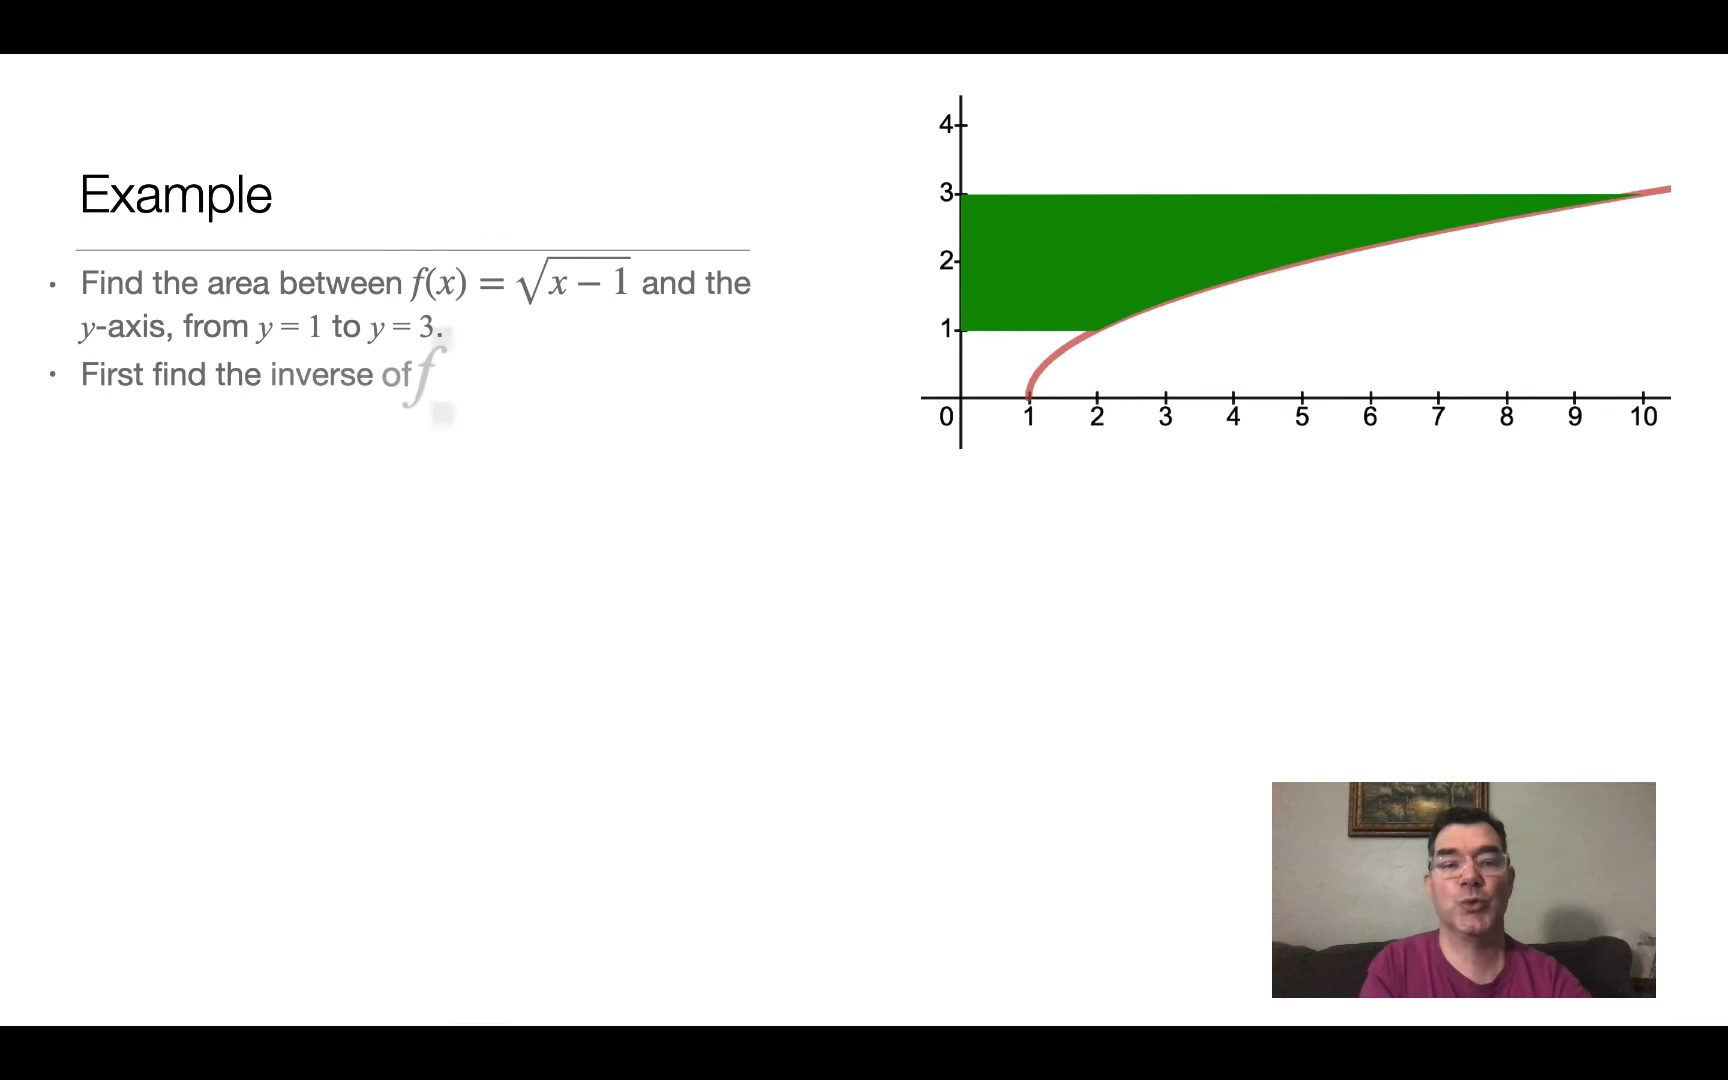 Example
• Find the area between f(x) = √(x − 1) and the
y-axis, from y = 1 to y = 3.
• First find the inverse of f
4
3
2
1
0 1 2 3 4 5 6 7 8 9 10